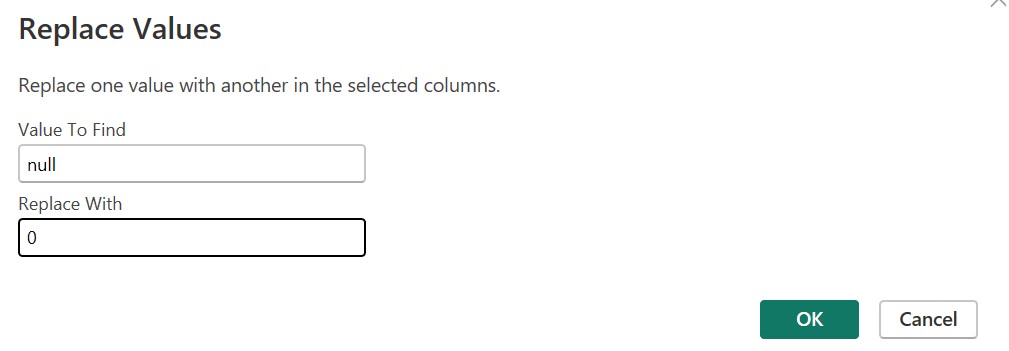 Replace Values
Replace one value with another in the selected columns.
Value To Find
null
Replace With
0
OK
Cancel